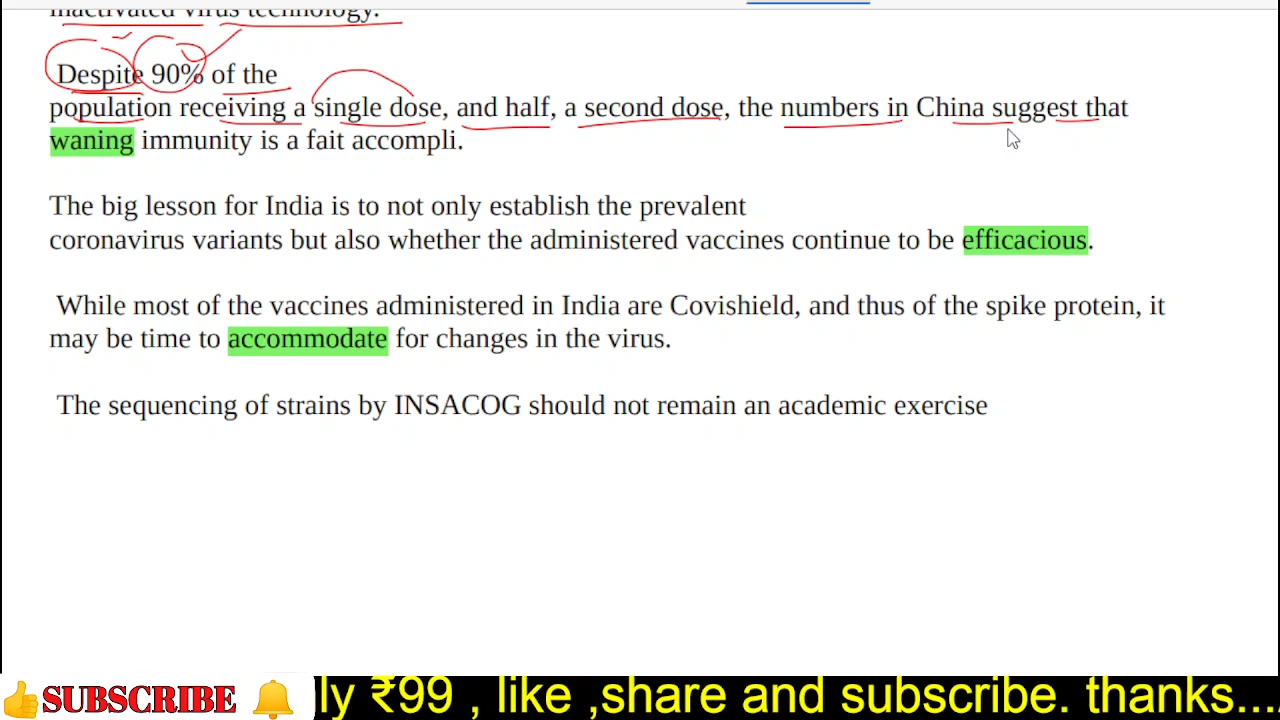 inactivated virus technology.
Despite 90% of the
population receiving a single dose, and half, a second dose, the numbers in China suggest that
waning immunity is a fait accompli.
The big lesson for India is to not only establish the prevalent
coronavirus variants but also whether the administered vaccines continue to be efficacious.
While most of the vaccines administered in India are Covishield, and thus of the spike protein, it
may be time to accommodate for changes in the virus.
The sequencing of strains by INSACOG should not remain an academic exercise
SUBSCRIBE ly ₹99 , like ,share and subscribe. thanks...